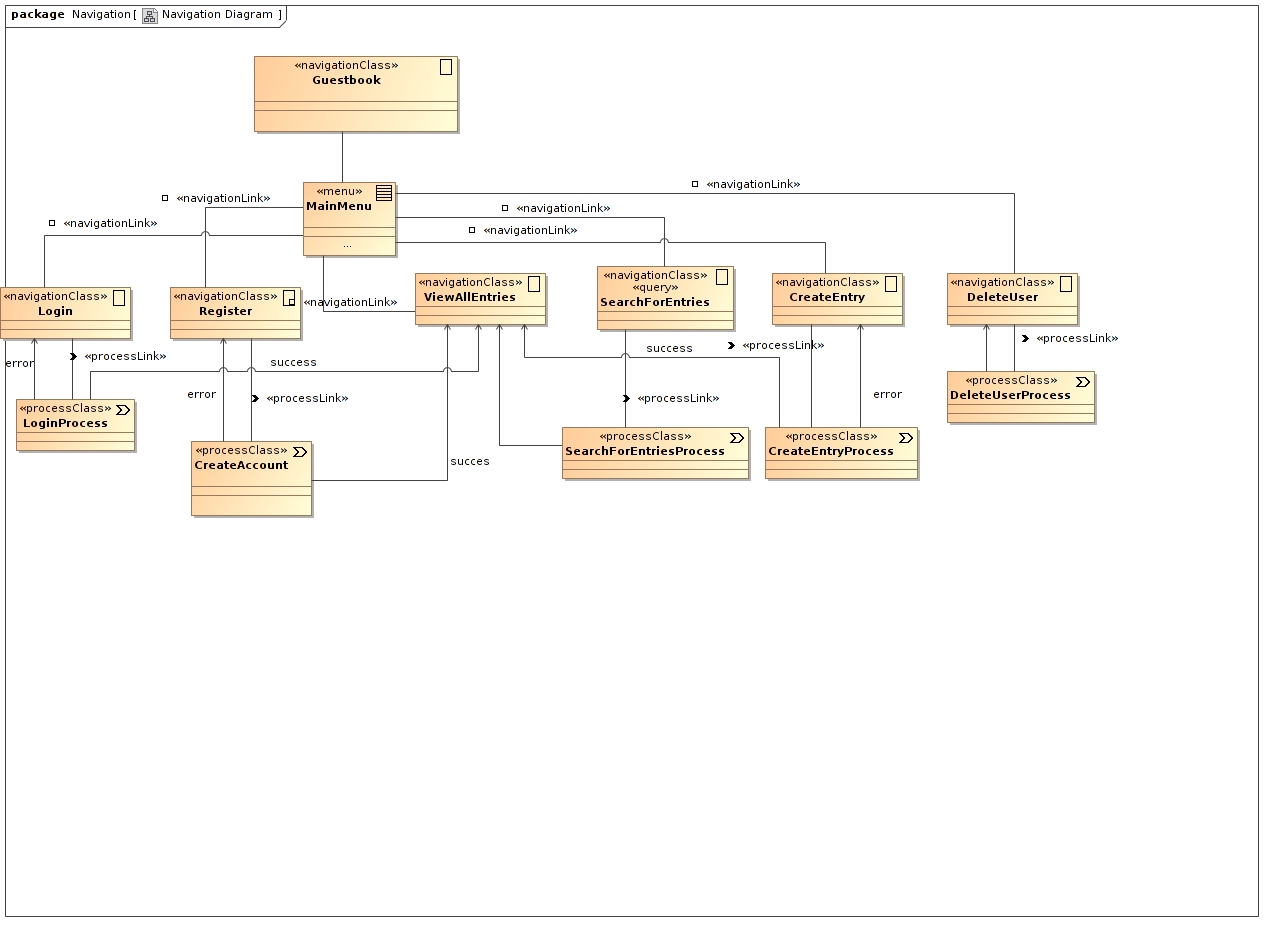 package Navigation[ Navigation Diagram ]
«navigationClass»
Guestbook
«menu»
MainMenu
...
«navigationLink»
«navigationLink»
«navigationLink»
«navigationLink»
«navigationLink»
«navigationLink»
«navigationClass»
Login
«navigationClass»
Register
«navigationClass»
ViewAllEntries
«navigationClass»
«query»
SearchForEntries
«navigationClass»
CreateEntry
«navigationClass»
DeleteUser
error
«processLink»
success
success
«processLink»
«processLink»
error
«processLink»
«processLink»
error
«processClass»
LoginProcess
«processClass»
CreateAccount
succes
«processClass»
SearchForEntriesProcess
«processClass»
CreateEntryProcess
«processClass»
DeleteUserProcess